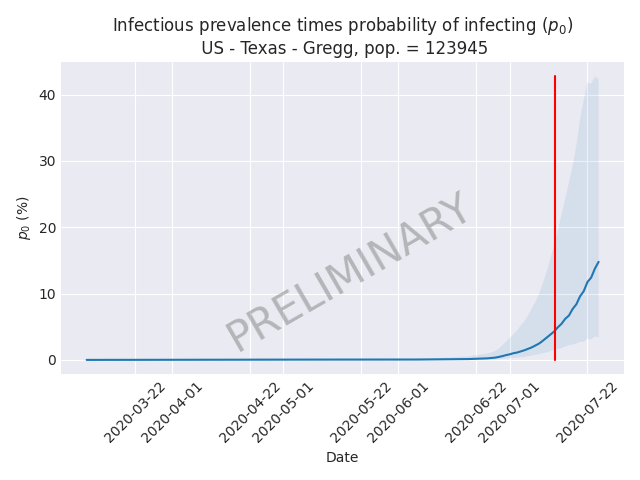 Infectious prevalence times probability of infecting (p₀)
US - Texas - Gregg, pop. = 123945
40
30
20
10
0
p₀ (%)
PRELIMINARY
2020-03-22
2020-04-01
2020-04-22
2020-05-01
2020-05-22
2020-06-01
2020-06-22
2020-07-01
2020-07-22
Date